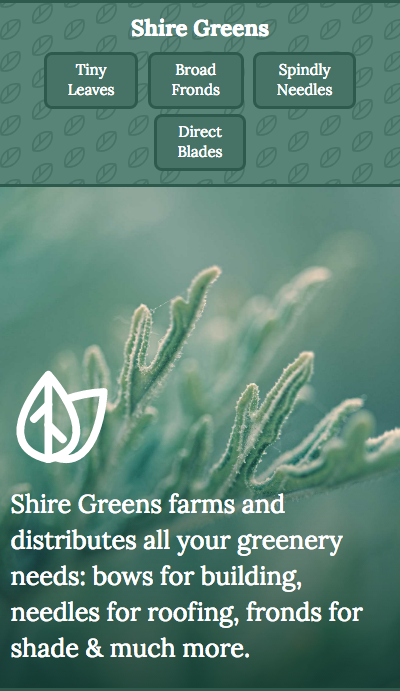 Shire Greens
Tiny
Leaves
Broad
Fronds
Spindly
Needles
Direct
Blades
Shire Greens farms and
distributes all your greenery
needs: bows for building,
needles for roofing, fronds for
shade & much more.